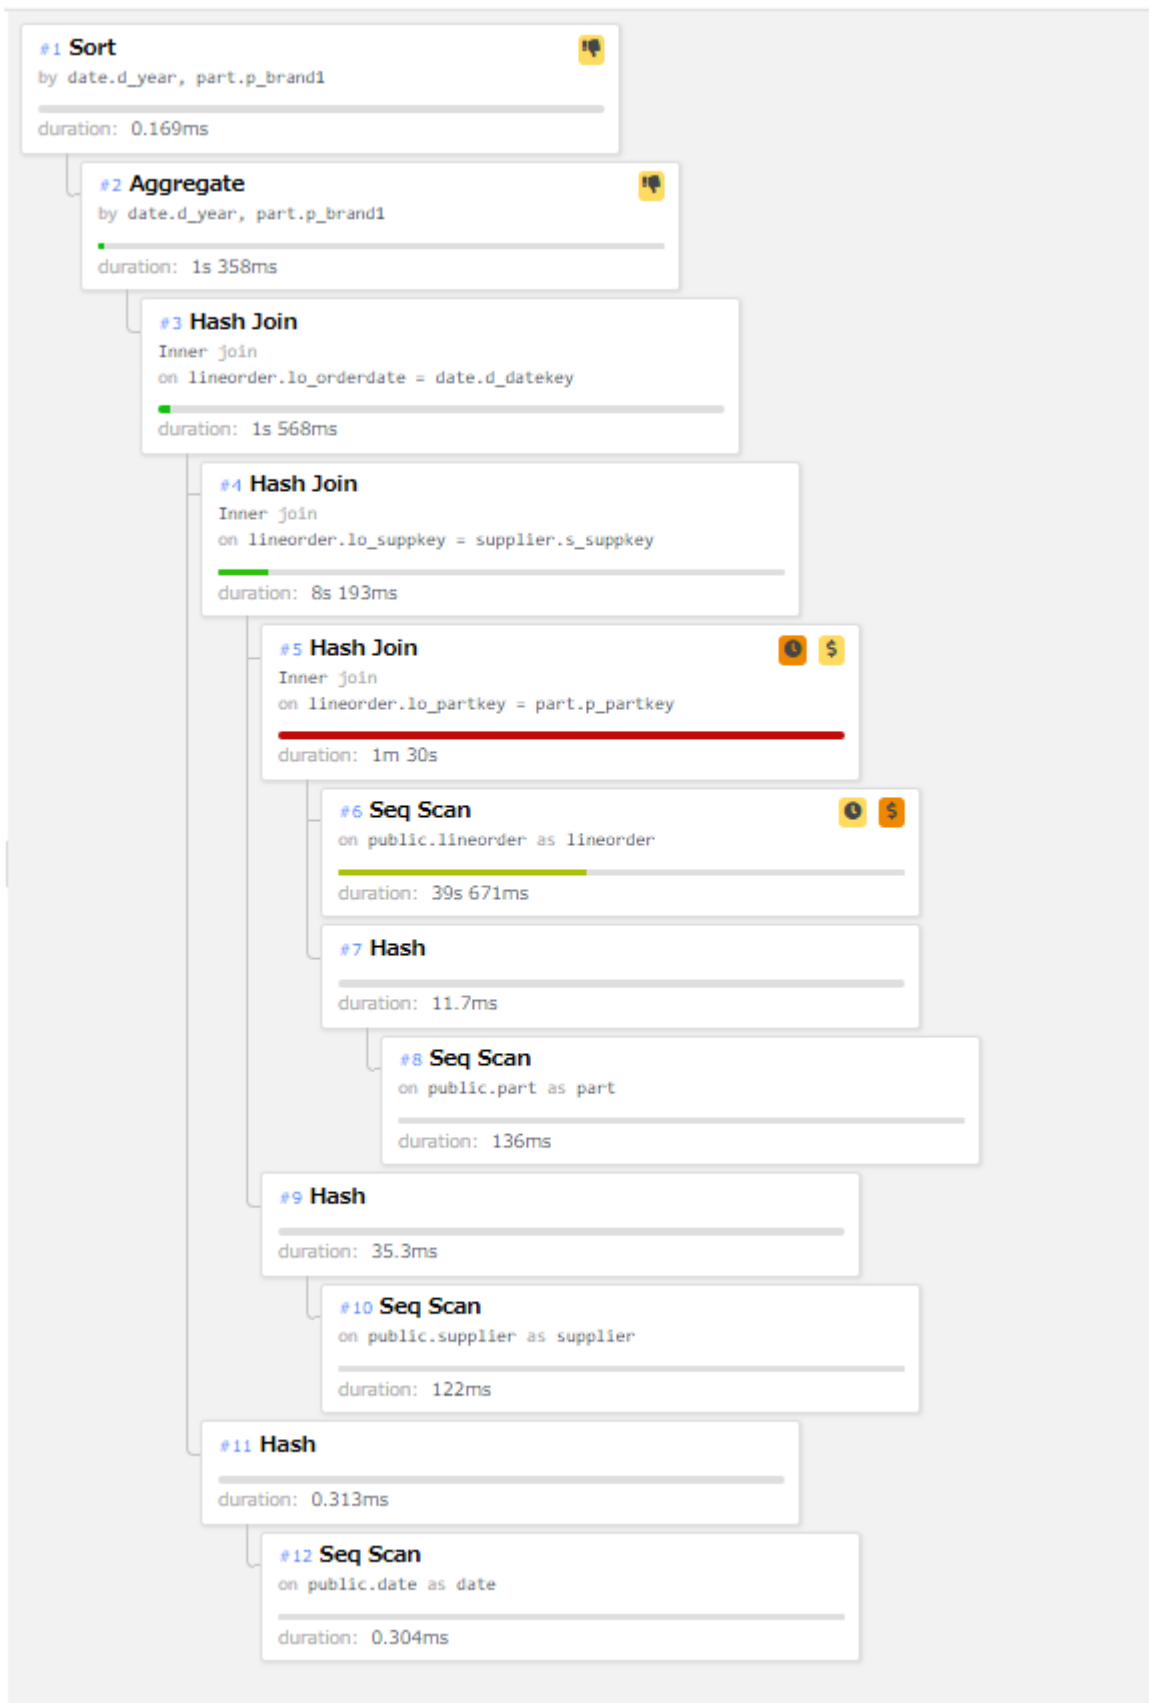 #1 Sort
by date.d_year, part.p_brand1
duration: 0.169ms
#2 Aggregate
by date.d_year, part.p_brand1
duration: 1s 358ms
#3 Hash Join
Inner join
on lineorder.lo_orderdate = date.d_datekey
duration: 1s 568ms
#4 Hash Join
Inner join
on lineorder.lo_suppkey = supplier.s_suppkey
duration: 8s 193ms
#5 Hash Join
$
Inner join
on lineorder.lo_partkey = part.p_partkey
duration: 1m 30s
#6 Seq Scan
$
on public.lineorder as lineorder
duration: 39s 671ms
#7 Hash
duration: 11.7ms
#8 Seq Scan
on public.part as part
duration: 136ms
#9 Hash
duration: 35.3ms
#10 Seq Scan
on public.supplier as supplier
duration: 122ms
#11 Hash
duration: 0.313ms
#12 Seq Scan
on public.date as date
duration: 0.304ms